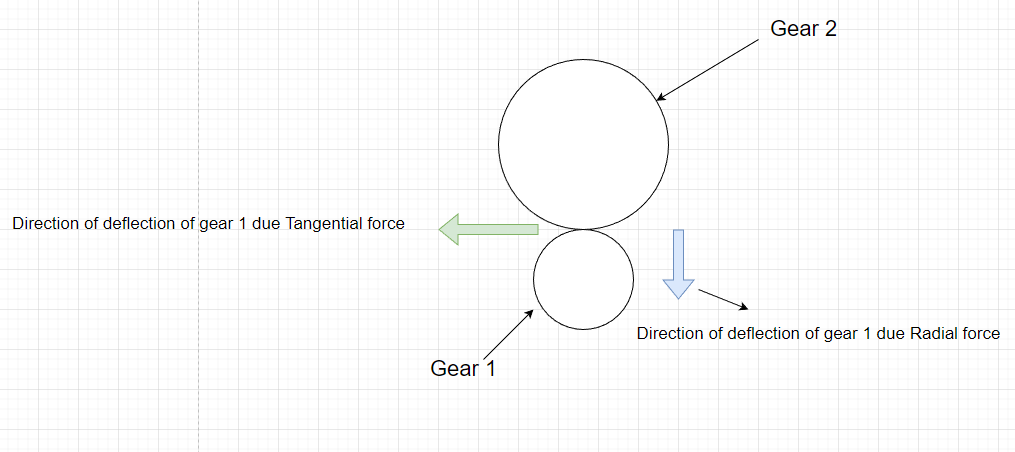 Gear 2
Direction of deflection of gear 1 due Tangential force
Direction of deflection of gear 1 due Radial force
Gear 1